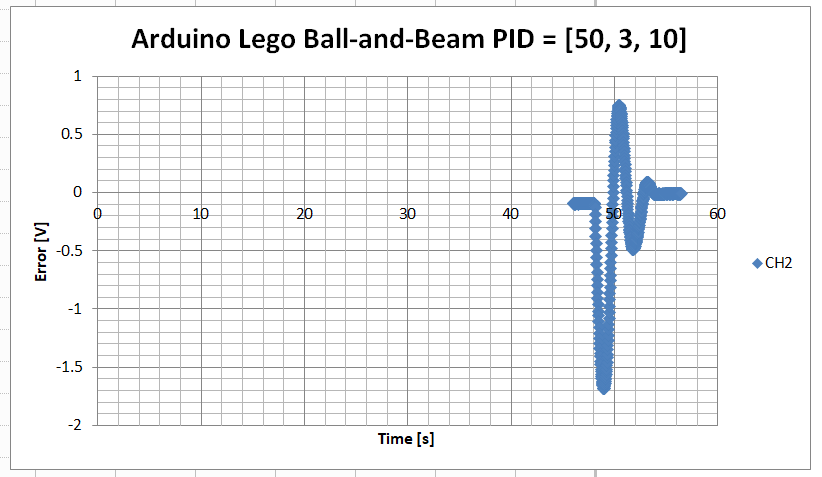 Arduino Lego Ball-and-Beam PID = [50, 3, 10]
1
0.5
0
-0.5
-1
-1.5
-2
0 10 20 30 40 50 60
Error [V]
Time [s]
CH2